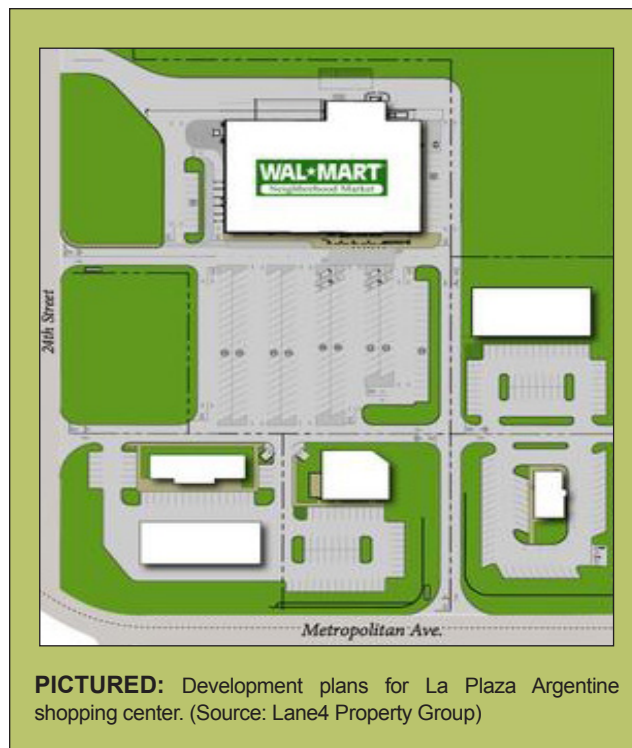 WAL★MART
Neighborhood Market
24th Street
Metropolitan Ave.
PICTURED: Development plans for La Plaza Argentine
shopping center. (Source: Lane4 Property Group)